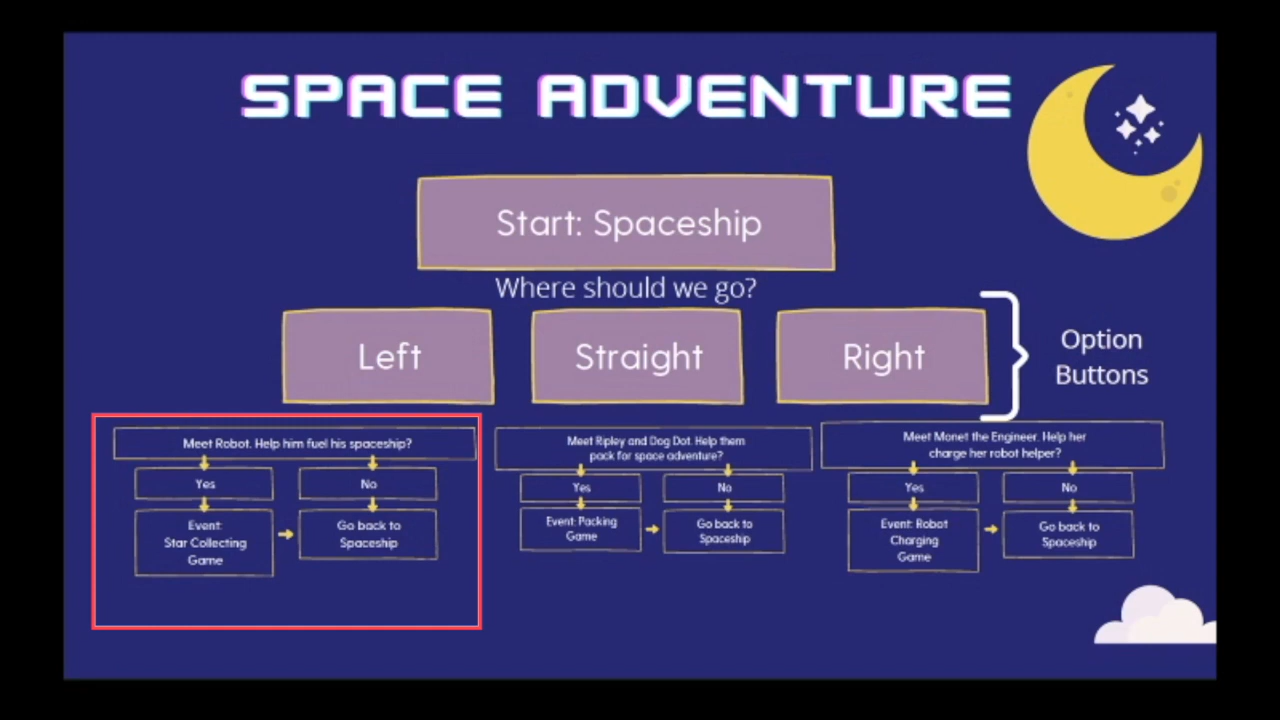 SPACE ADVENTURE
Start: Spaceship
Where should we go?
Left
Straight
Right
Option
Buttons
Meet Robot. Help him fuel his spaceship?
Yes
No
Event:
Star Collecting
Game
Go back to
Spaceship
Meet Ripley and Dog Dot. Help them
pack for space adventure?
Yes
No
Event: Packing
Game
Go back to
Spaceship
Meet Monet the Engineer. Help her
charge her robot helper?
Yes
No
Event: Robot
Charging
Game
Go back to
Spaceship